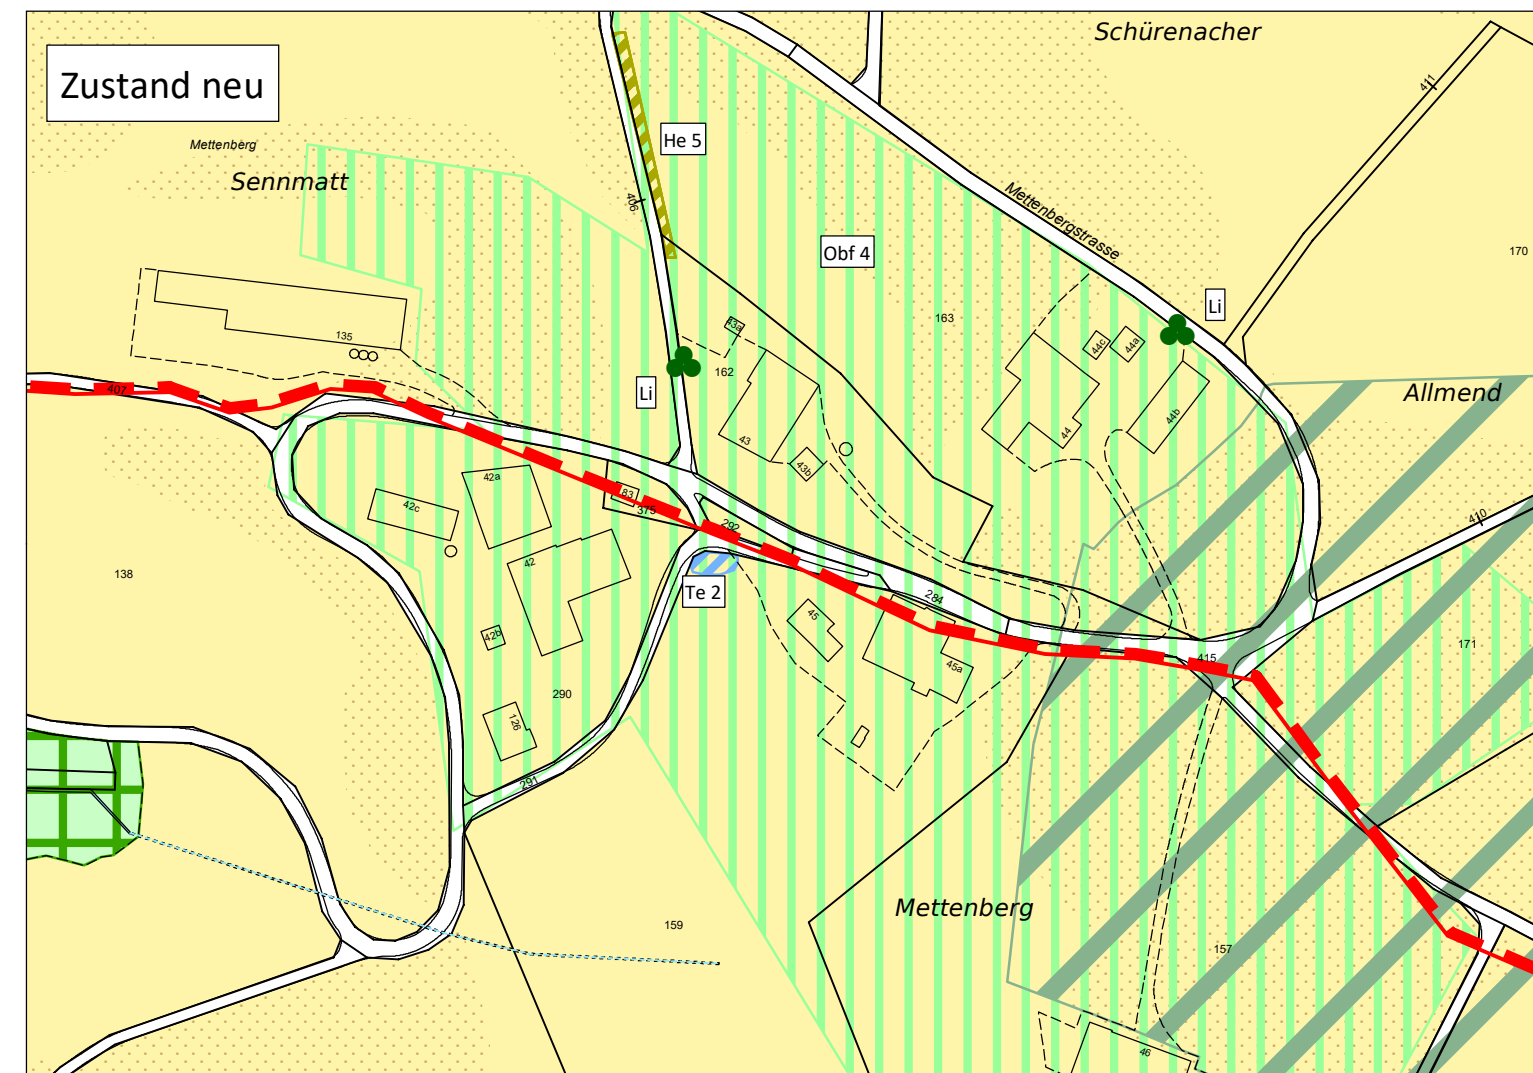 Schürenacher
Zustand neu
411
He 5
Mettenberg
Sennmatt
406
Mettenbergstrasse
Obf 4
170
Li
163
43a
135
44c
44a
162
Li
407
Allmend
44b
43
44
43b
42a
83
375
42c
292
410
42
138
Te 2
284
45
42b
171
415
45a
290
126
291
Mettenberg
159
157
46